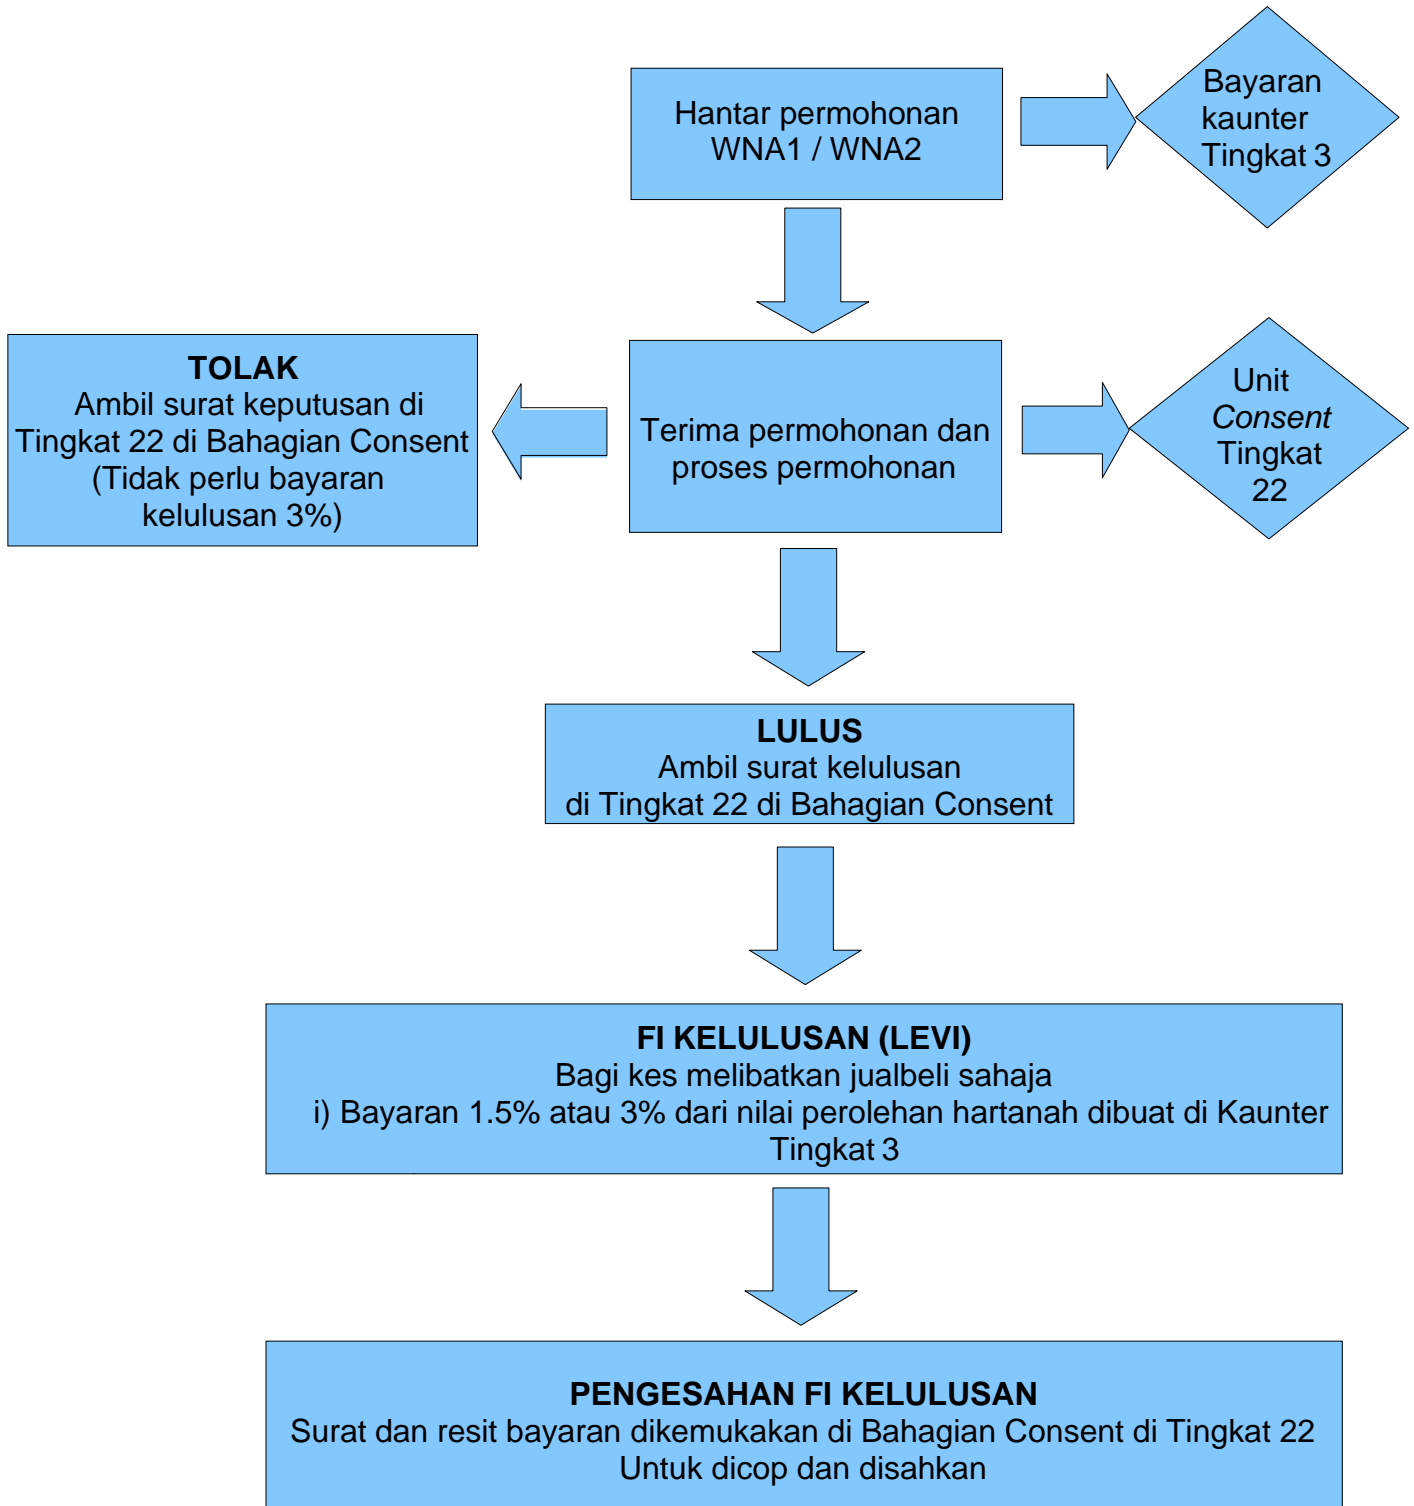 Hantar permohonan
WNA1 / WNA2
Bayaran
kaunter
Tingkat 3
TOLAK
Ambil surat keputusan di
Tingkat 22 di Bahagian Consent
(Tidak perlu bayaran
kelulusan 3%)
Terima permohonan dan
proses permohonan
Unit
Consent
Tingkat
22
LULUS
Ambil surat kelulusan
di Tingkat 22 di Bahagian Consent
FI KELULUSAN (LEVI)
Bagi kes melibatkan jualbeli sahaja
i) Bayaran 1.5% atau 3% dari nilai perolehan hartanah dibuat di Kaunter
Tingkat 3
PENGESAHAN FI KELULUSAN
Surat dan resit bayaran dikemukakan di Bahagian Consent di Tingkat 22
Untuk dicop dan disahkan